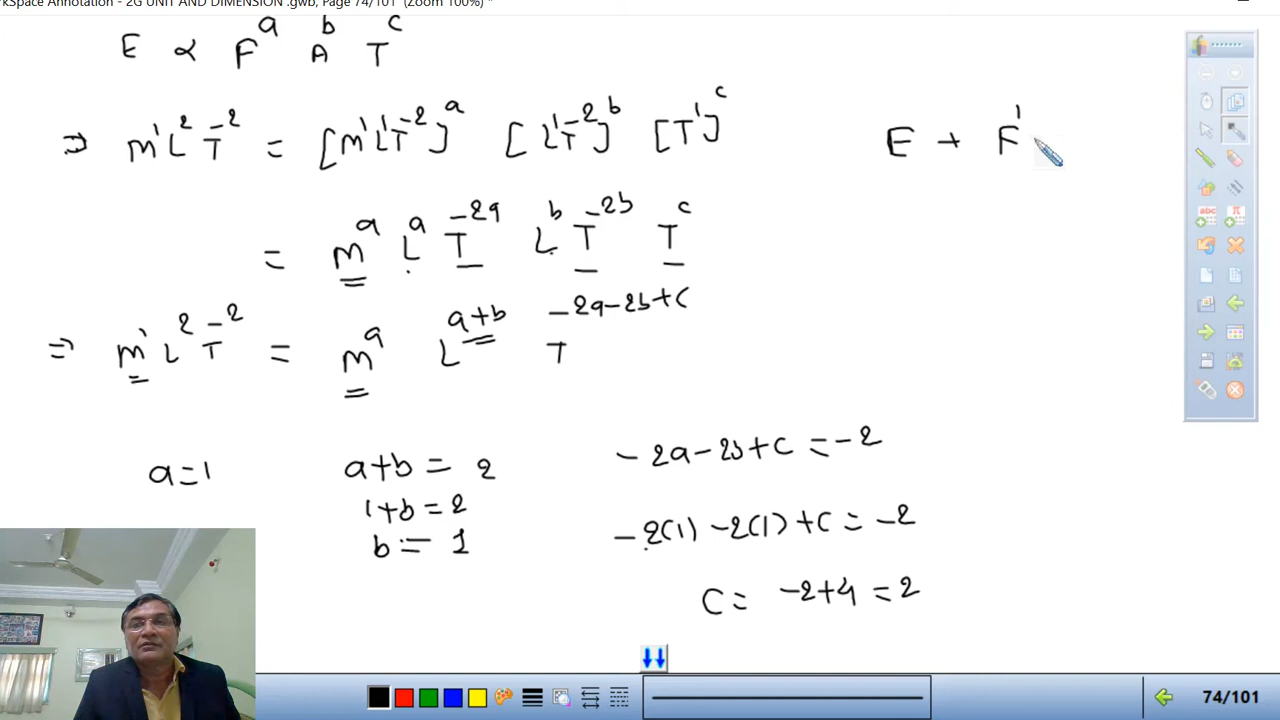 rkSpace Annotation - 2G UNIT AND DIMENSION .gwb, Page 74/101 (Zoom 100%) *
E ∝ F^a A^b T^c
⇒ M^1 L^2 T^-2 = [M^1 L^1 T^-2]^a [L^1 T^-2]^b [T^1]^c
E + F^1
= M^a L^a T^-2a L^b T^-2b T^c
⇒ M^1 L^2 T^-2 = M^a L^a+b T^-2a-2b+c
a=1
a+b = 2
1+b = 2
b = 1
-2a-2b+c = -2
-2(1) -2(1) +c = -2
c = -2+4 = 2
abc
π
74/101